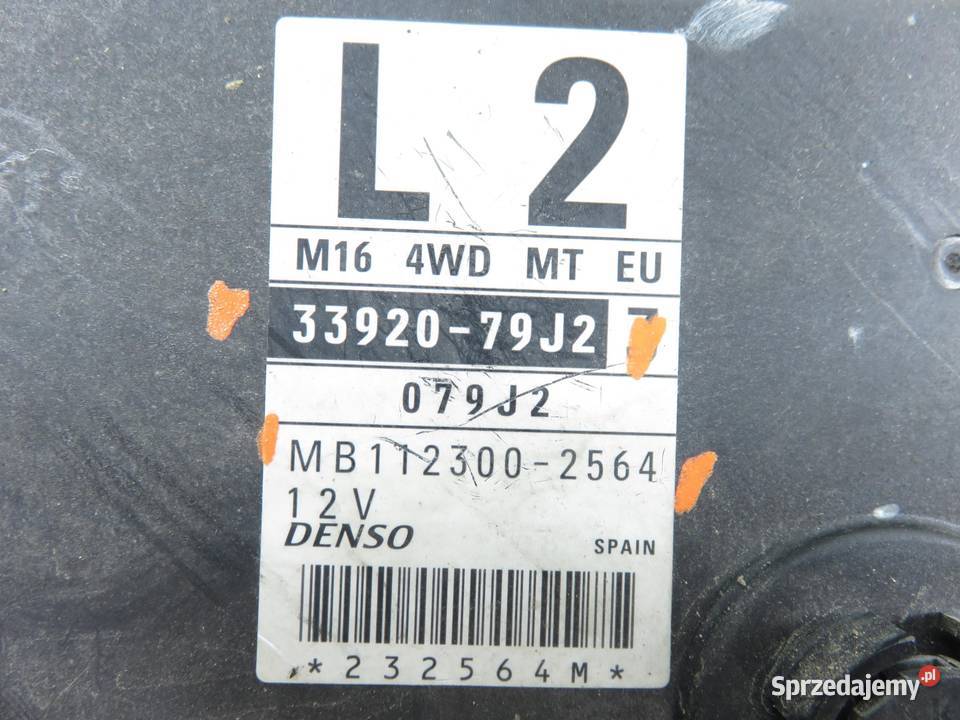 L 2
M16 4WD MT EU
33920-79J2
079J2
MB112300-2564
12V
DENSO
SPAIN
*232564M*
Sprzedajemy.pl